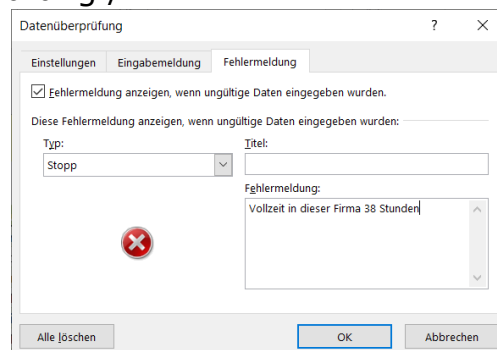 Datenüberprüfung ? ×
Einstellungen Eingabemeldung Fehlermeldung
Fehlermeldung anzeigen, wenn ungültige Daten eingegeben wurden.
Diese Fehlermeldung anzeigen, wenn ungültige Daten eingegeben wurden:
Typ: Titel:
Stopp
Fehlermeldung:
Vollzeit in dieser Firma 38 Stunden
Alle löschen OK Abbrechen